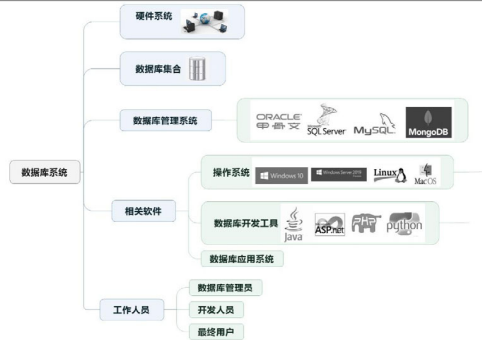 硬件系统
数据库集合
数据库管理系统
ORACLE
甲骨文
SQL Server
MySQL
MongoDB
数据库系统
操作系统
Windows 10
Windows Server 2019
Linux
MacOS
相关软件
数据库开发工具
Java
ASP.net
PHP
python
数据库应用系统
工作人员
数据库管理员
开发人员
最终用户